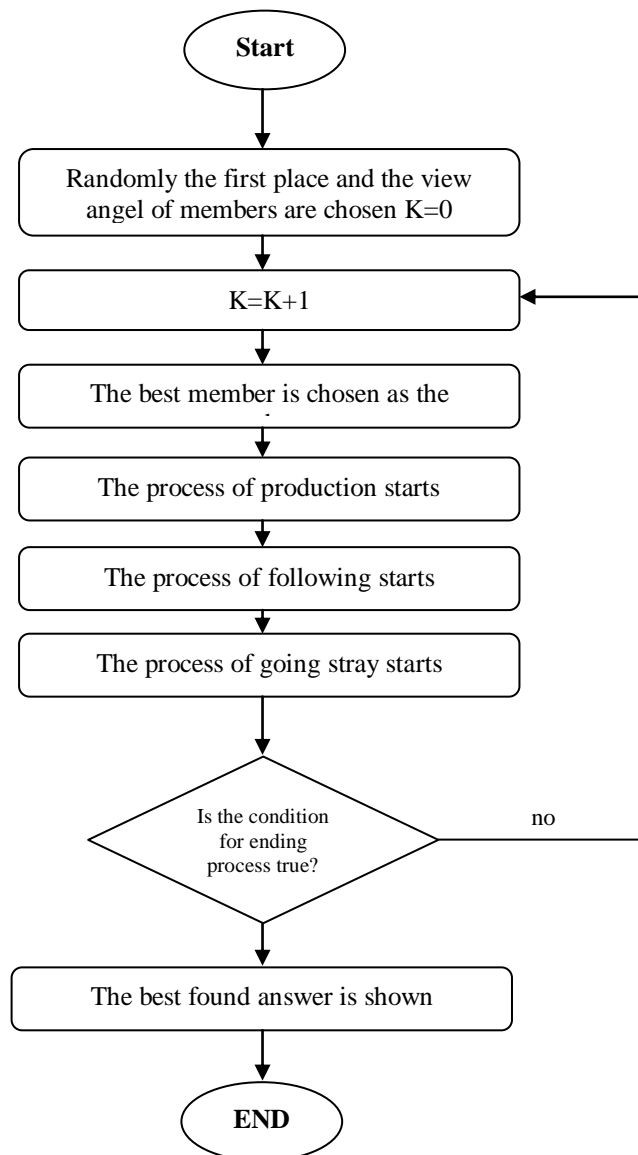 Start
Randomly the first place and the view
angel of members are chosen K=0
K=K+1
The best member is chosen as the
The process of production starts
The process of following starts
The process of going stray starts
Is the condition
for ending
process true?
no
The best found answer is shown
END